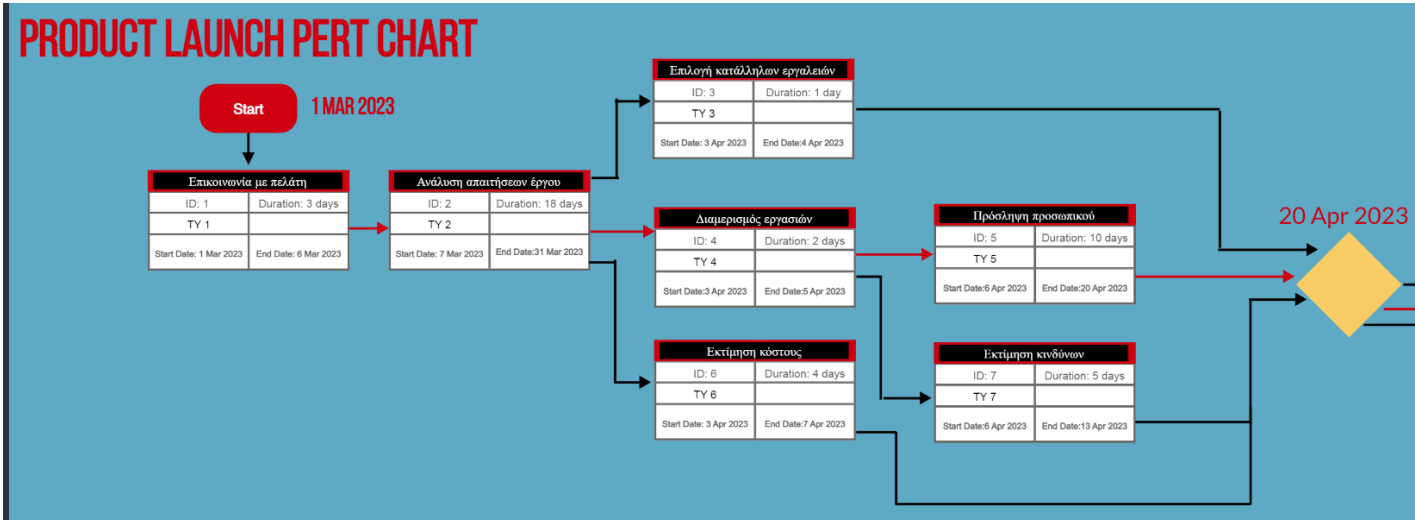 PRODUCT LAUNCH PERT CHART
Start
1 MAR 2023
Επικοινωνία με πελάτη
ID: 1 Duration: 3 days
TY 1
Start Date: 1 Mar 2023 End Date: 6 Mar 2023
Ανάλυση απαιτήσεων έργου
ID: 2 Duration: 18 days
TY 2
Start Date: 7 Mar 2023 End Date:31 Mar 2023
Επιλογή κατάλληλων εργαλειών
ID: 3 Duration: 1 day
TY 3
Start Date: 3 Apr 2023 End Date:4 Apr 2023
Διαμερισμός εργασιών
ID: 4 Duration: 2 days
TY 4
Start Date:3 Apr 2023 End Date:5 Apr 2023
Πρόσληψη προσωπικού
ID: 5 Duration: 10 days
TY 5
Start Date:6 Apr 2023 End Date:20 Apr 2023
Εκτίμηση κόστους
ID: 6 Duration: 4 days
TY 6
Start Date: 3 Apr 2023 End Date:7 Apr 2023
Εκτίμηση κινδύνων
ID: 7 Duration: 5 days
TY 7
Start Date:6 Apr 2023 End Date:13 Apr 2023
20 Apr 2023